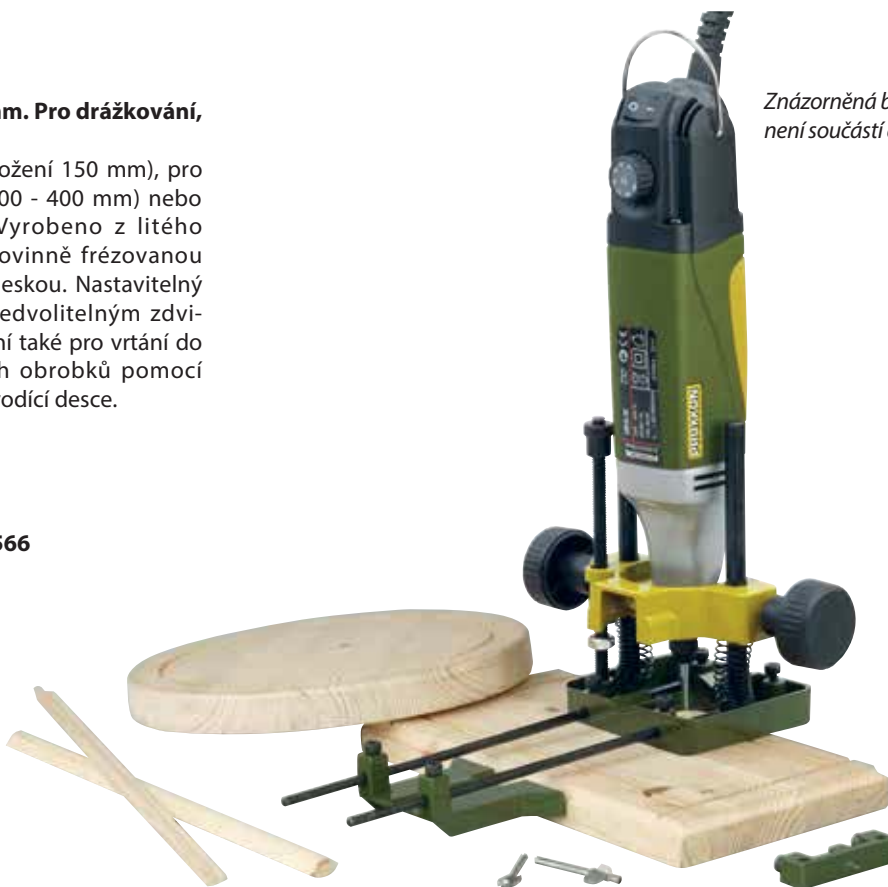 m. Pro drážkování,
ožení 150 mm), pro
00 - 400 mm) nebo
Vyrobeno z litého
ovinně frézovanou
eskou. Nastavitelný
edvolitelným zdvi-
ní také pro vrtání do
h obrobků pomocí
odící desce.
566
Znázorněná b
není součástí
PROXXON